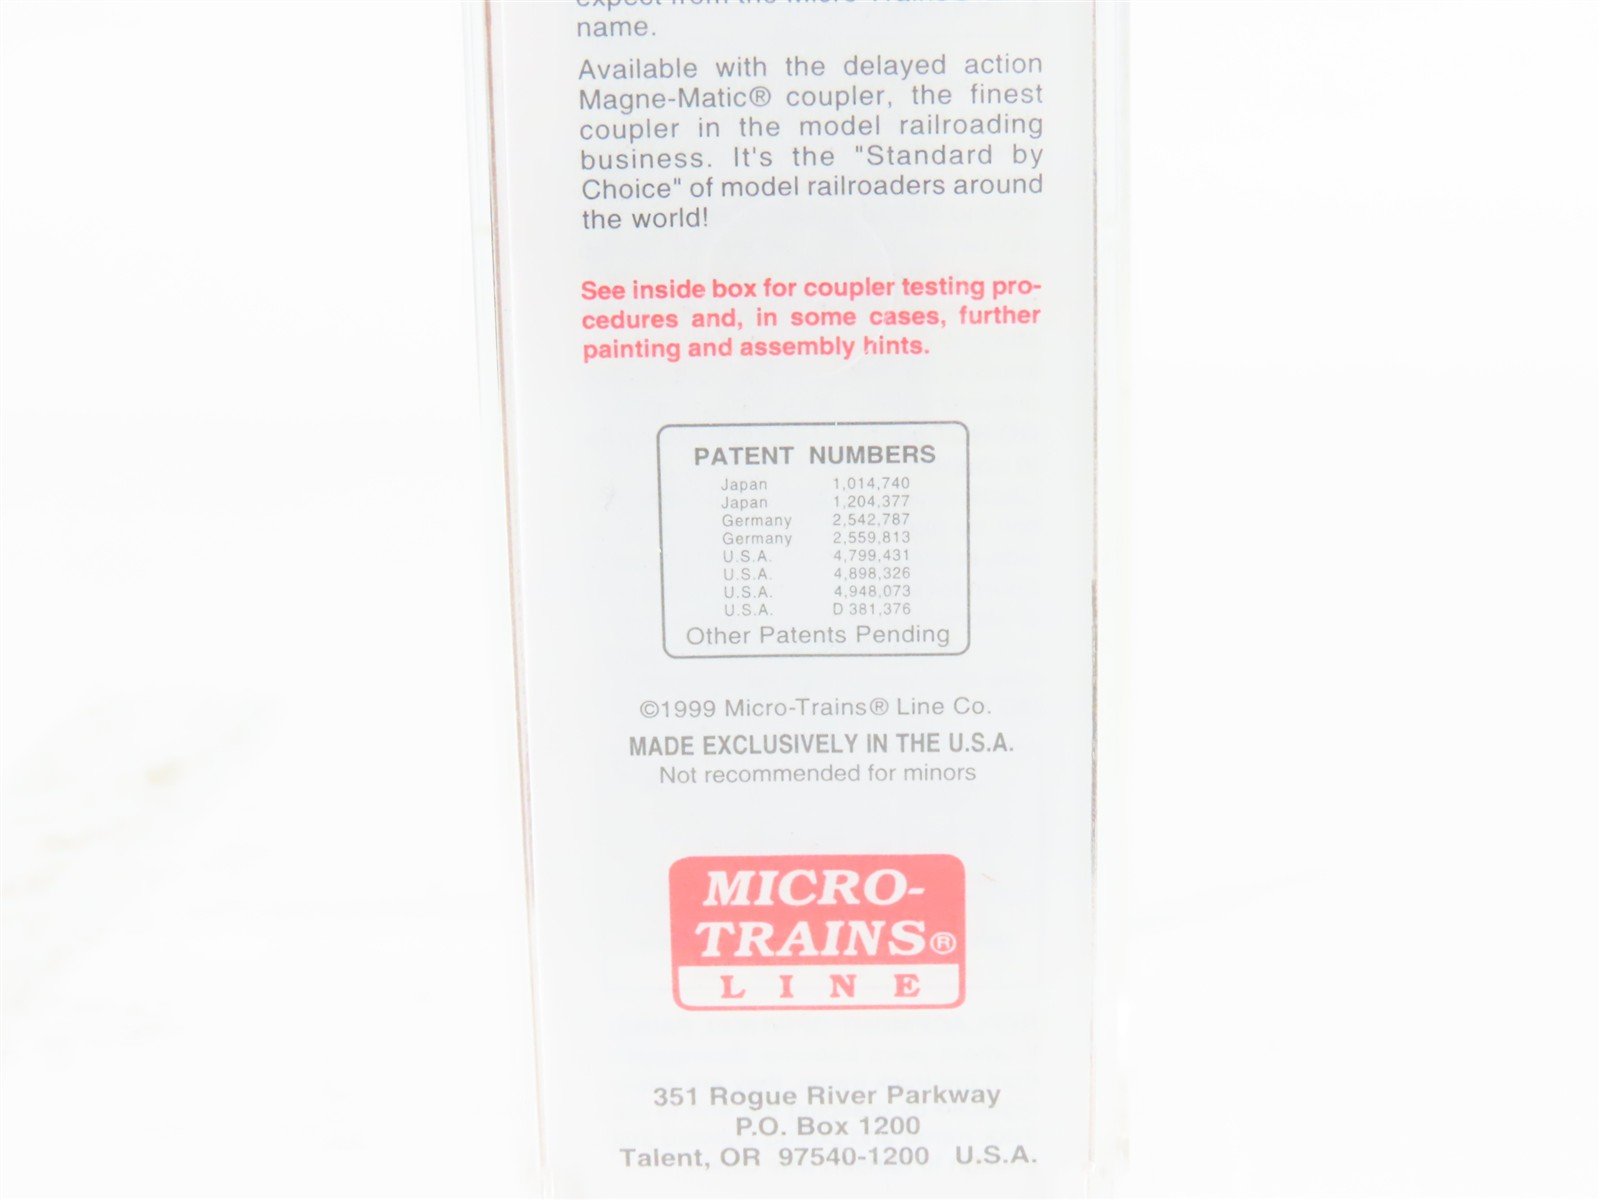 expect from the Micro-Trains®
name.
Available with the delayed action
Magne-Matic® coupler, the finest
coupler in the model railroading
business. It's the "Standard by
Choice" of model railroaders around
the world!
See inside box for coupler testing pro-
cedures and, in some cases, further
painting and assembly hints.
PATENT NUMBERS
Japan 1,014,740
Japan 1,204,377
Germany 2,542,787
Germany 2,559,813
U.S.A. 4,799,431
U.S.A. 4,898,326
U.S.A. 4,948,073
U.S.A. D 381,376
Other Patents Pending
©1999 Micro-Trains® Line Co.
MADE EXCLUSIVELY IN THE U.S.A.
Not recommended for minors
MICRO-
TRAINS®
LINE
351 Rogue River Parkway
P.O. Box 1200
Talent, OR 97540-1200 U.S.A.